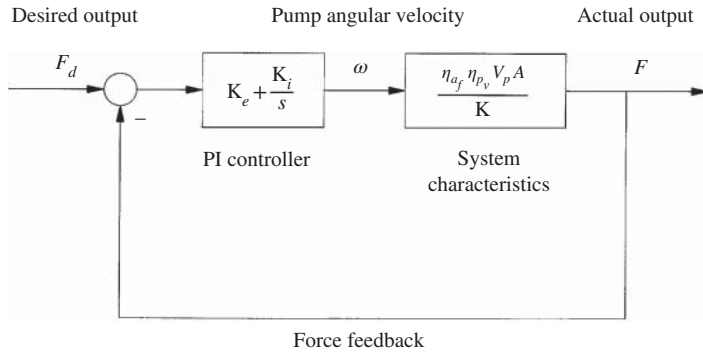 Desired output
Pump angular velocity
Actual output
F_d
K_e + K_i/s
ω
η_{a_f} η_{p_v} V_p A / K
F
−
PI controller
System
characteristics
Force feedback